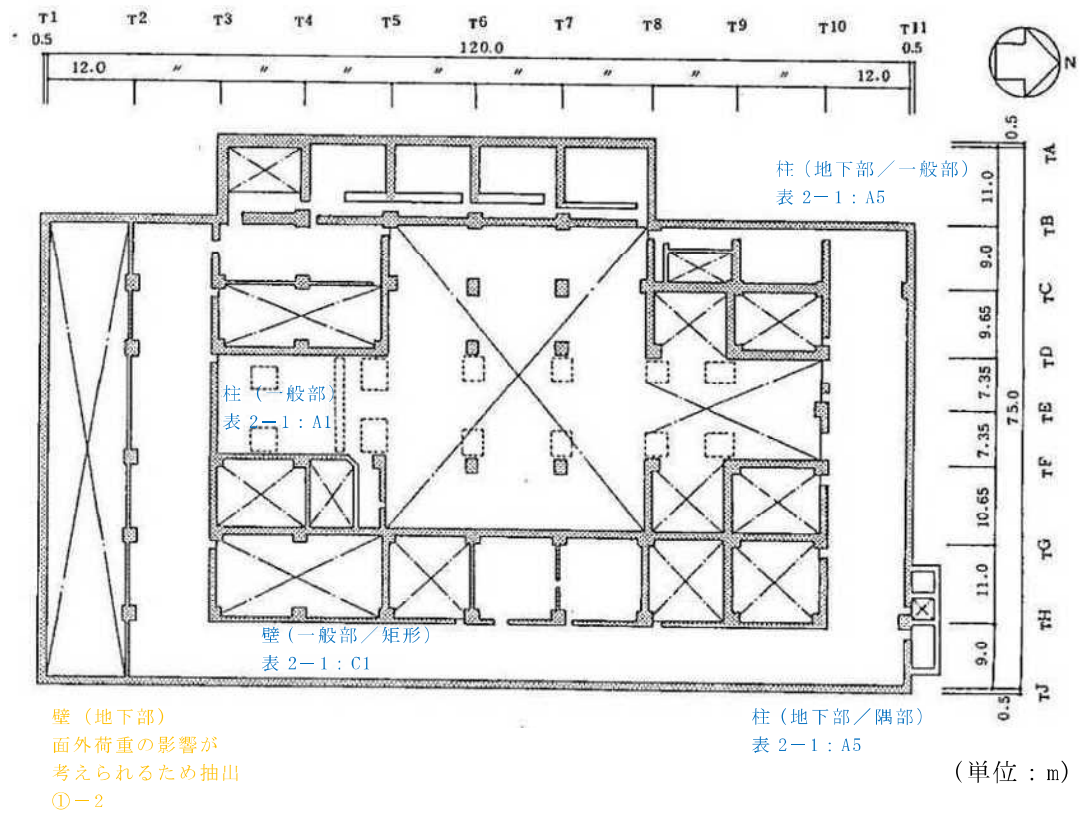 T1 T2 T3 T4 T5 T6 T7 T8 T9 T10 T11
0.5 120.0 0.5
12.0 〃 〃 〃 〃 〃 〃 〃 〃 12.0
N
0.5
TA
11.0
TB
9.0
TC
9.65
TD
7.35
TE
75.0
7.35
TF
10.65
TG
11.0
TH
9.0
TJ
0.5
柱（地下部／一般部）
表2－1：A5
柱（一般部）
表2－1：A1
壁（一般部／矩形）
表2－1：C1
壁（地下部）
面外荷重の影響が
考えられるため抽出
①－2
柱（地下部／隅部）
表2－1：A5
（単位：m）